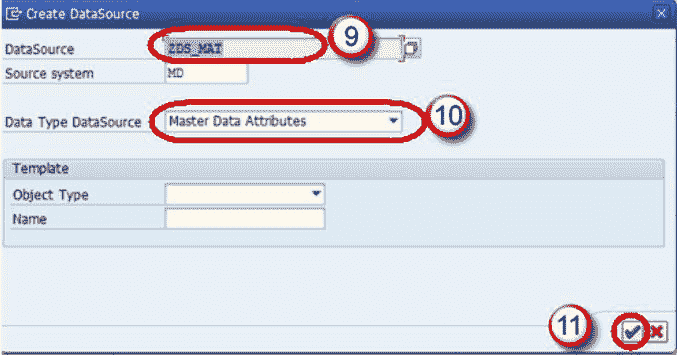 Create DataSource
DataSource ZDS_MAT 9
Source system MD
Data Type DataSource Master Data Attributes 10
Template
Object Type
Name
11